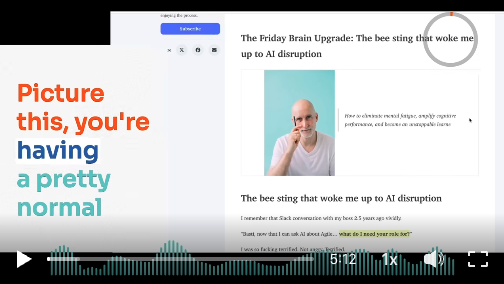 enjoying the process.
Subscribe
The Friday Brain Upgrade: The bee sting that woke me
up to AI disruption
How to eliminate mental fatigue, amplify cognitive
performance, and become an unstoppable learner
The bee sting that woke me up to AI disruption
I remember that Slack conversation with my boss 2.5 years ago vividly.
now that I can ask AI about Agile... what do I need your role for?"
I was so fucking terrified. Not angry. Terrified.
Picture
this, you're
having
a pretty
normal
5:12
1x